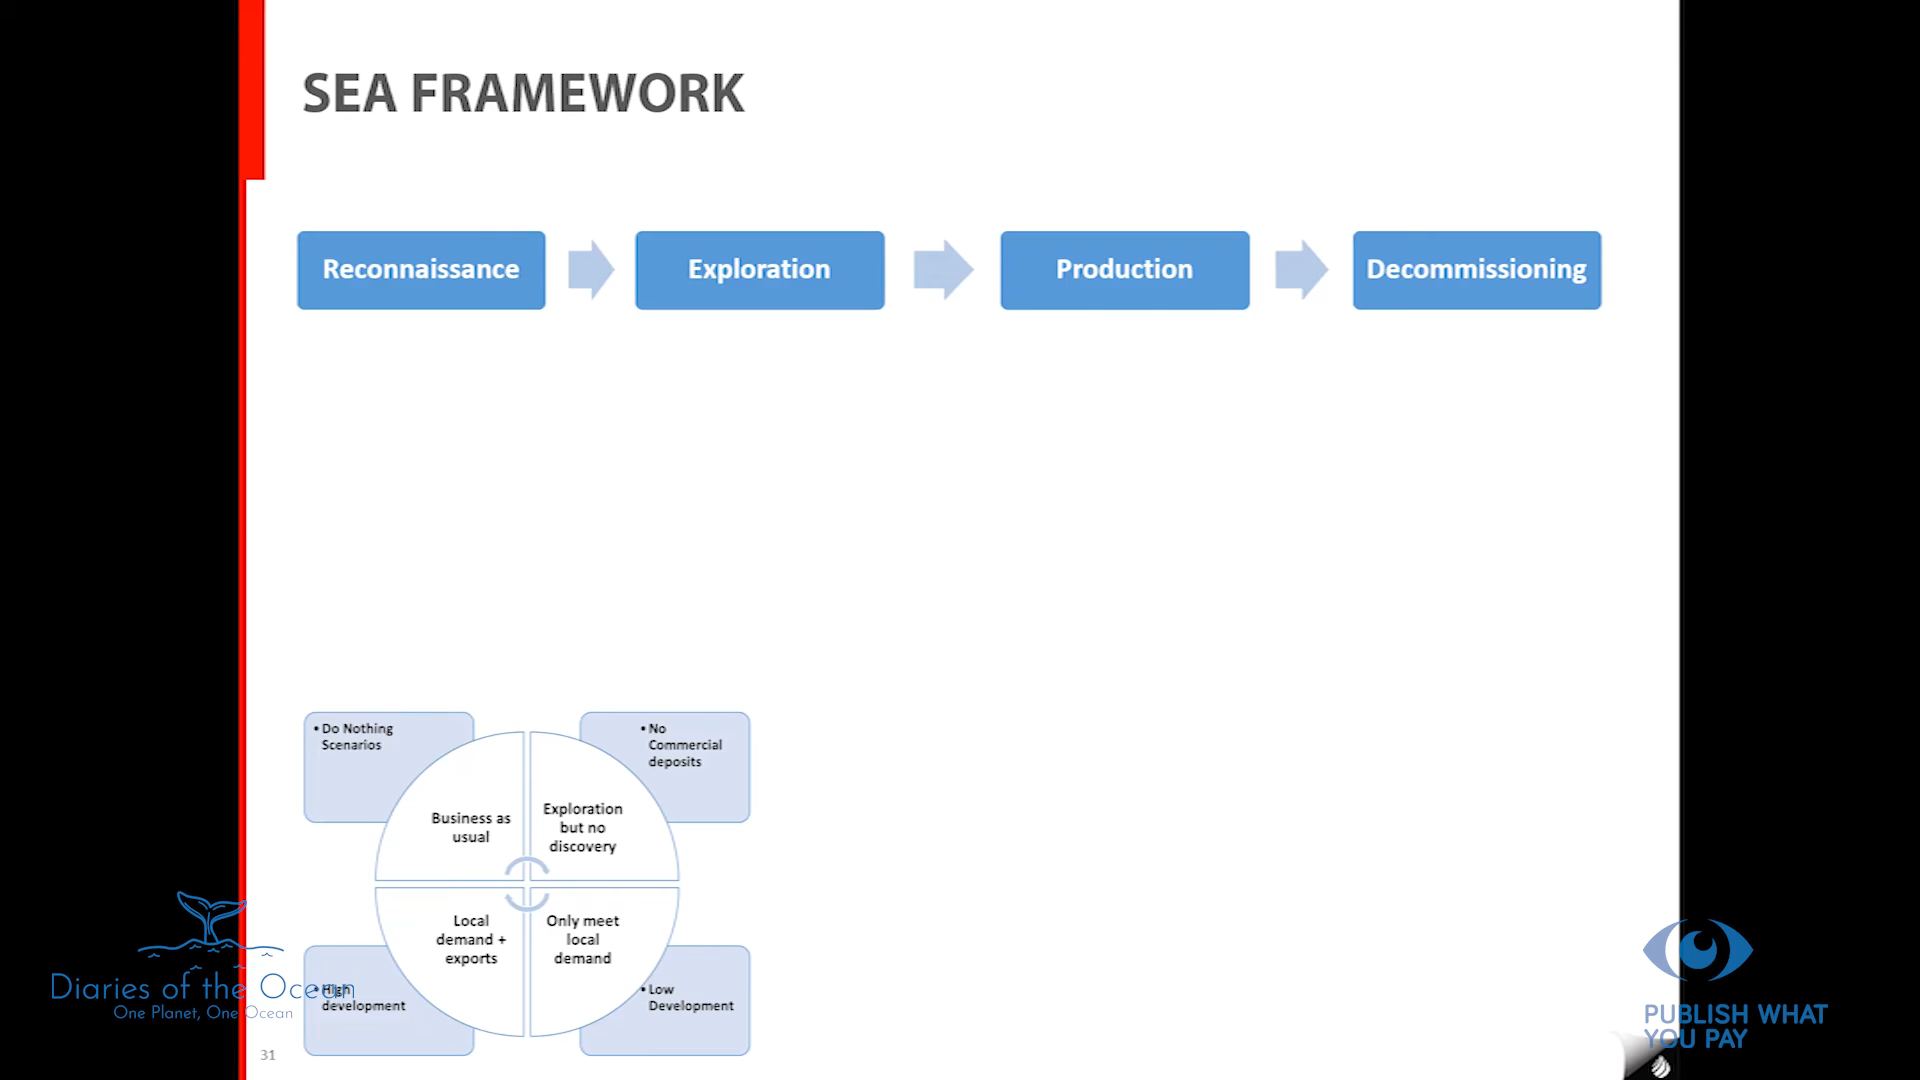 SEA FRAMEWORK
Reconnaissance
Exploration
Production
Decommissioning
• Do Nothing
Scenarios
• No
Commercial
deposits
Business as
usual
Exploration
but no
discovery
Local
demand +
exports
Only meet
local
demand
• High
development
• Low
Development
Diaries of the Ocean
One Planet, One Ocean
PUBLISH WHAT
YOU PAY
31